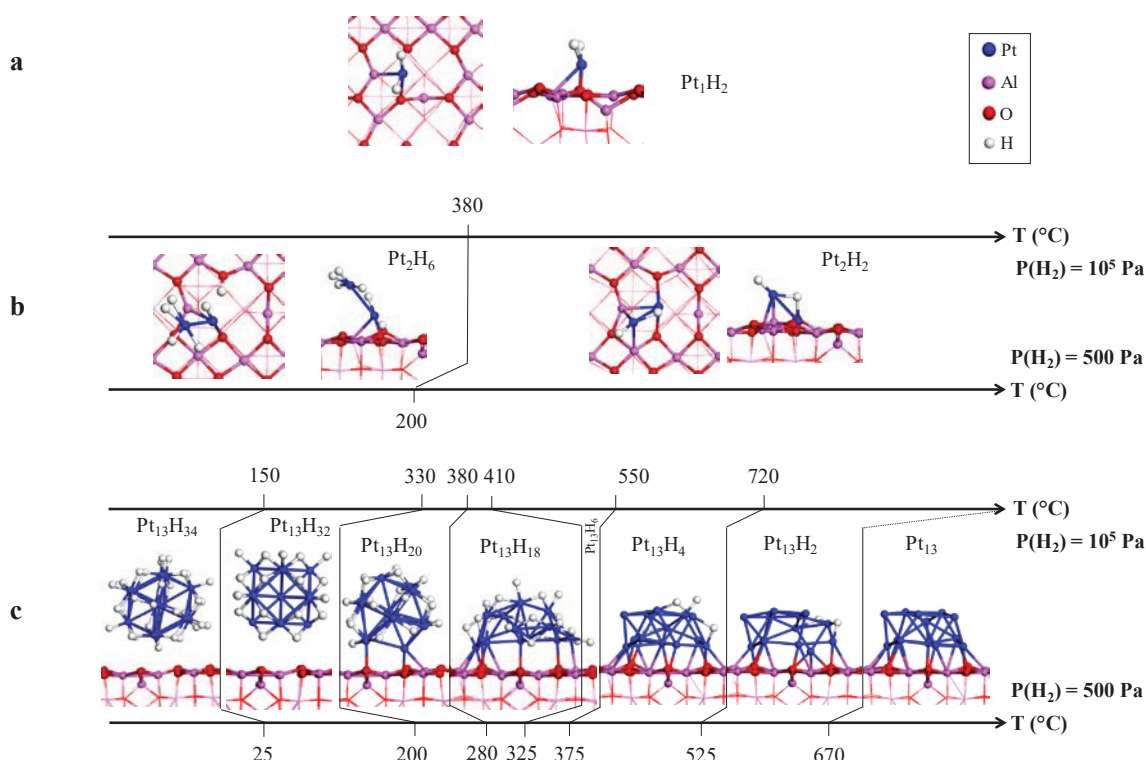 a
Pt₁H₂
Pt
Al
O
H
380
T (°C)
P(H₂) = 10⁵ Pa
b
Pt₂H₆
Pt₂H₂
P(H₂) = 500 Pa
T (°C)
200
150 330 380 410 550 720
T (°C)
P(H₂) = 10⁵ Pa
c
Pt₁₃H₃₄ Pt₁₃H₃₂ Pt₁₃H₂₀ Pt₁₃H₁₈ Pt₁₃H₆ Pt₁₃H₄ Pt₁₃H₂ Pt₁₃
P(H₂) = 500 Pa
T (°C)
25 200 280 325 375 525 670